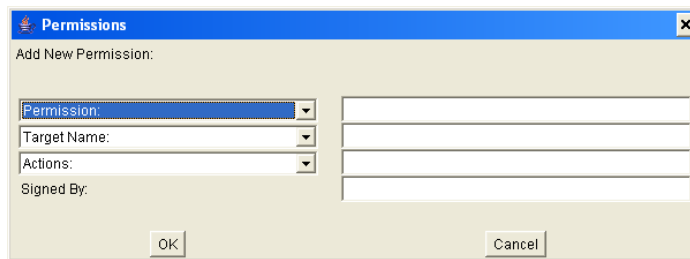 Permissions
Add New Permission:
Permission:
Target Name:
Actions:
Signed By:
OK Cancel